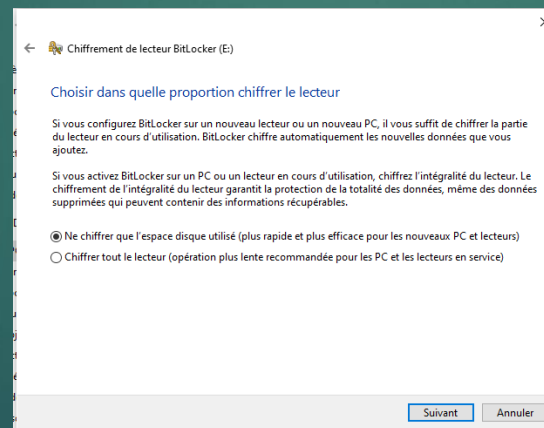 Chiffrement de lecteur BitLocker (E:)
Choisir dans quelle proportion chiffrer le lecteur
Si vous configurez BitLocker sur un nouveau lecteur ou un nouveau PC, il vous suffit de chiffrer la partie
du lecteur en cours d'utilisation. BitLocker chiffre automatiquement les nouvelles données que vous
ajoutez.
Si vous activez BitLocker sur un PC ou un lecteur en cours d'utilisation, chiffrez l'intégralité du lecteur. Le
chiffrement de l'intégralité du lecteur garantit la protection de la totalité des données, même des données
supprimées qui peuvent contenir des informations récupérables.
Ne chiffrer que l'espace disque utilisé (plus rapide et plus efficace pour les nouveaux PC et lecteurs)
Chiffrer tout le lecteur (opération plus lente recommandée pour les PC et les lecteurs en service)
Suivant Annuler